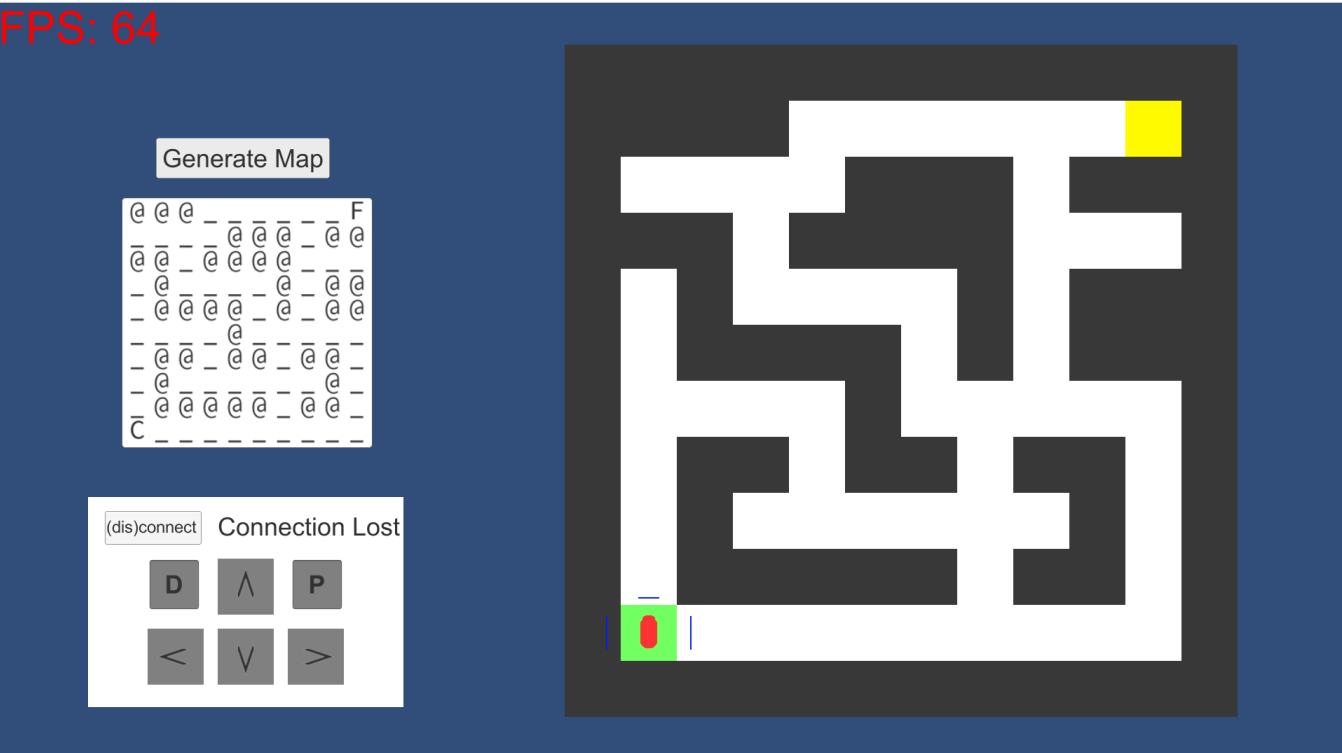 FPS: 64
Generate Map
@ @ @ _ _ _ _ _ _ F
_ _ _ _ @ @ @ _ @ @
@ @ _ @ @ @ @ _ _ _
_ @ _ _ _ _ @ _ @ @
_ @ @ @ @ _ @ _ @ @
_ _ _ _ @ _ _ _ _ _
_ @ @ _ @ @ _ @ @ _
_ @ _ _ _ _ _ _ @ _
_ @ @ @ @ @ _ @ @ _
C _ _ _ _ _ _ _ _ _
(dis)connect Connection Lost
D ^ P
< v >